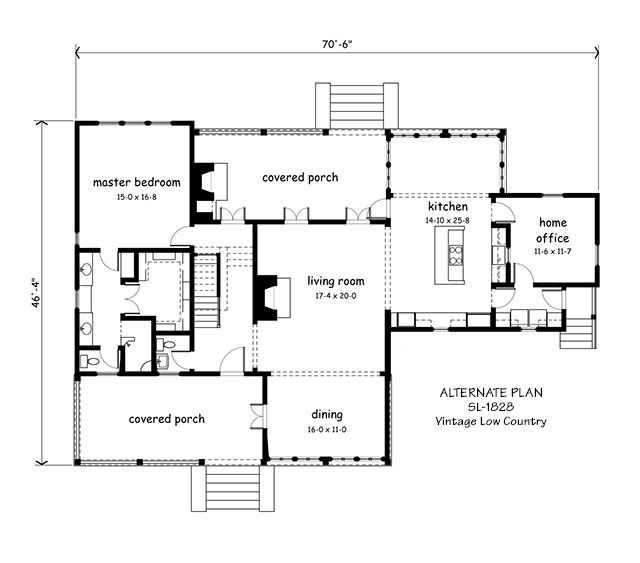 70'-6"
46'-4"
master bedroom
15-0 x 16-8
covered porch
kitchen
14-10 x 25-8
home
office
11-6 x 11-7
living room
17-4 x 20-0
covered porch
dining
16-0 x 11-0
ALTERNATE PLAN
SL-1828
Vintage Low Country